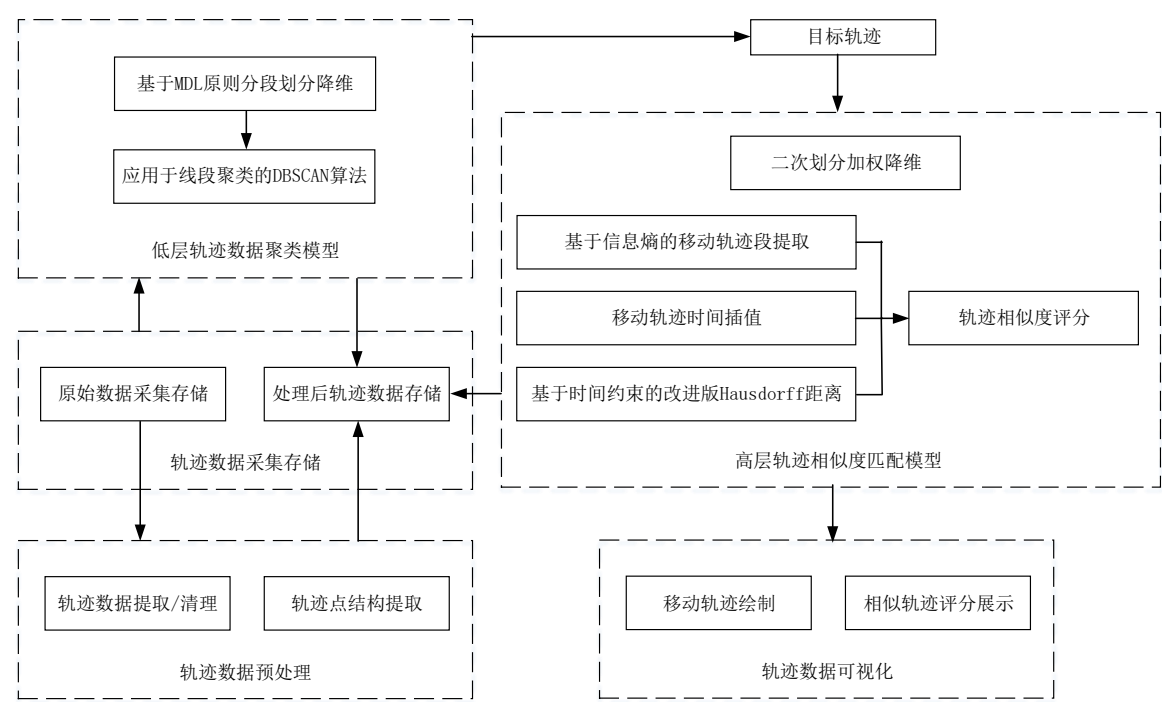 目标轨迹
基于MDL原则分段划分降维
应用于线段聚类的DBSCAN算法
低层轨迹数据聚类模型
二次划分加权降维
基于信息熵的移动轨迹段提取
移动轨迹时间插值
轨迹相似度评分
基于时间约束的改进版Hausdorff距离
高层轨迹相似度匹配模型
原始数据采集存储
处理后轨迹数据存储
轨迹数据采集存储
轨迹数据提取/清理
轨迹点结构提取
轨迹数据预处理
移动轨迹绘制
相似轨迹评分展示
轨迹数据可视化